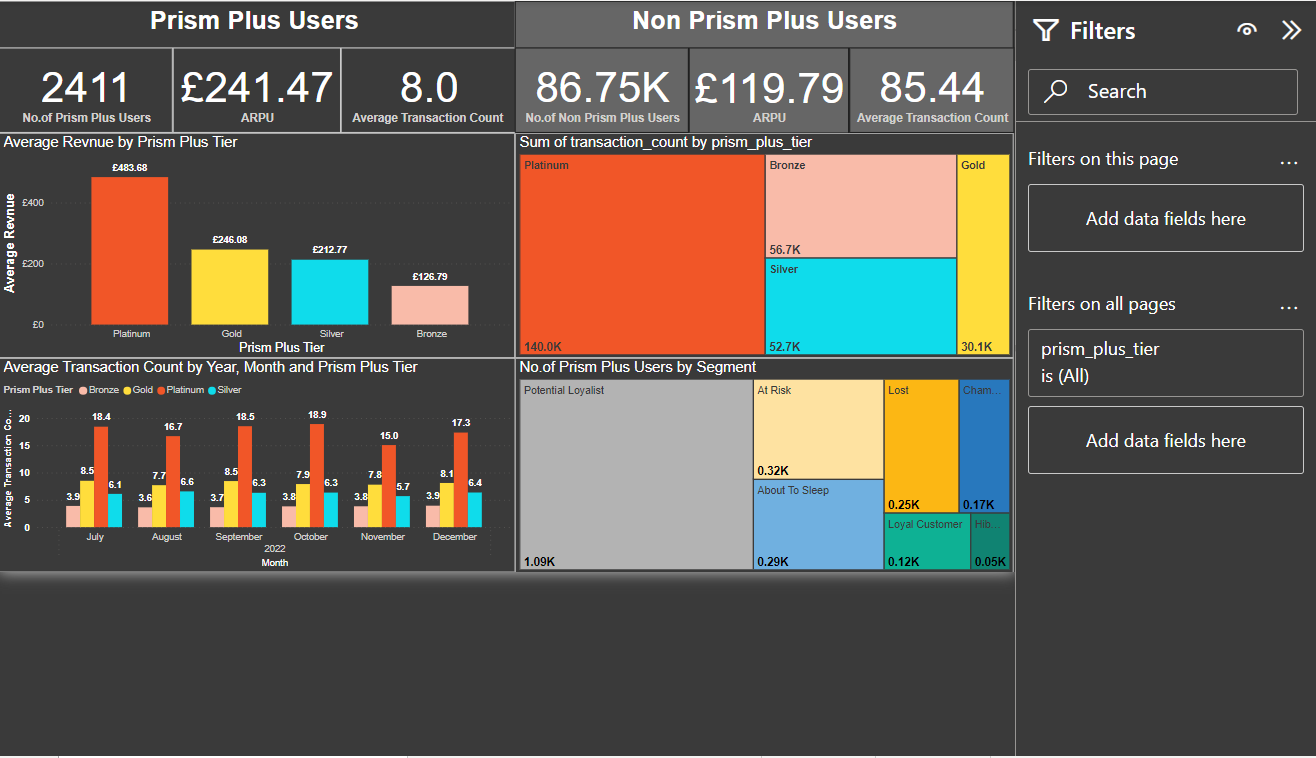 Prism Plus Users
Non Prism Plus Users
2411
No.of Prism Plus Users
£241.47
ARPU
8.0
Average Transaction Count
86.75K
No.of Non Prism Plus Users
£119.79
ARPU
85.44
Average Transaction Count
Average Revnue by Prism Plus Tier
Average Revnue
£400
£200
£0
£483.68
£246.08
£212.77
£126.79
Platinum Gold Silver Bronze
Prism Plus Tier
Sum of transaction_count by prism_plus_tier
Platinum
140.0K
Bronze
56.7K
Silver
52.7K
Gold
30.1K
Average Transaction Count by Year, Month and Prism Plus Tier
Prism Plus Tier Bronze Gold Platinum Silver
Average Transaction Co...
20
15
10
5
0
3.9 8.5 18.4 6.1
3.6 7.7 16.7 6.6
3.7 8.5 18.5 6.3
3.8 7.9 18.9 6.3
3.8 7.8 15.0 5.7
3.9 8.1 17.3 6.4
July August September October November December
2022
Month
No.of Prism Plus Users by Segment
Potential Loyalist
1.09K
At Risk
0.32K
About To Sleep
0.29K
Lost
0.25K
Cham...
0.17K
Loyal Customer
0.12K
Hib...
0.05K
Filters
Search
Filters on this page
...
Add data fields here
Filters on all pages
...
prism_plus_tier
is (All)
Add data fields here